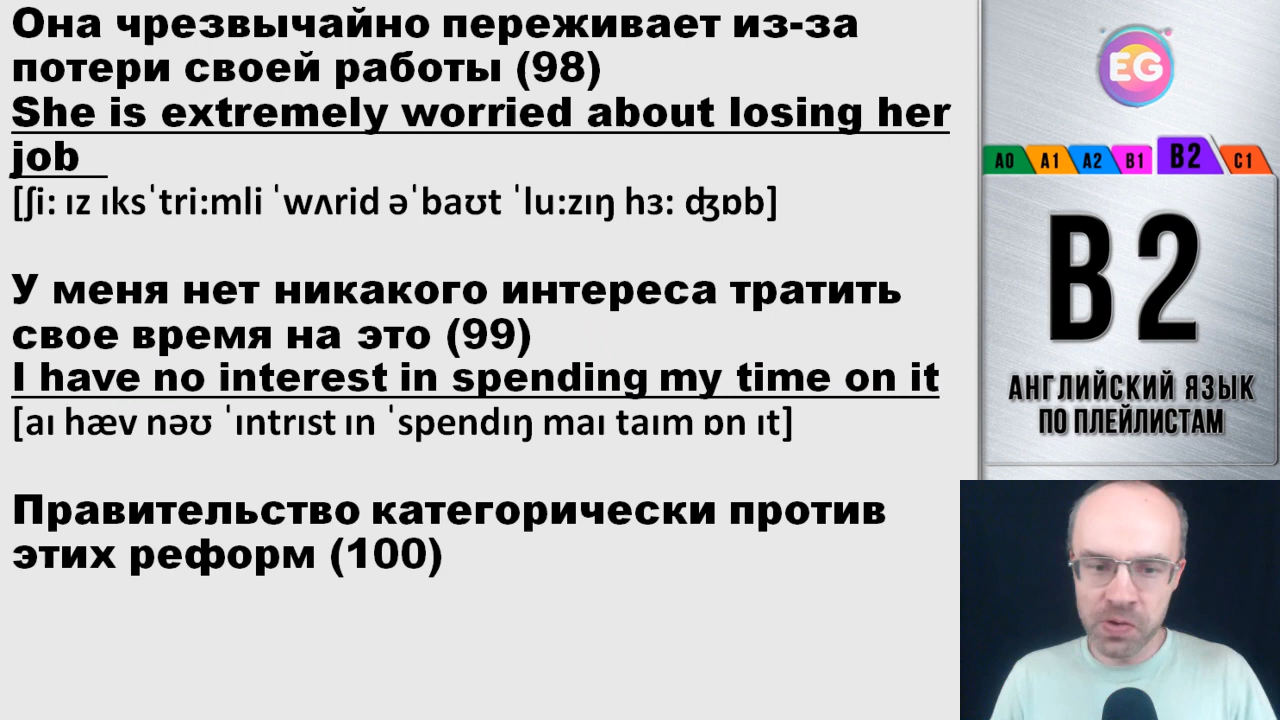 Она чрезвычайно переживает из-за
потери своей работы (98)
She is extremely worried about losing her
job
[ʃi: ɪz ɪksˈtri:mli ˈwʌrid əˈbaʊt ˈlu:zɪŋ hɜ: ʤɒb]
У меня нет никакого интереса тратить
свое время на это (99)
I have no interest in spending my time on it
[aɪ hæv nəʊ ˈɪntrɪst ɪn ˈspendɪŋ maɪ taɪm ɒn ɪt]
Правительство категорически против
этих реформ (100)
EG
A0 A1 A2 B1 B2 C1
B2
АНГЛИЙСКИЙ ЯЗЫК
ПО ПЛЕЙЛИСТАМ